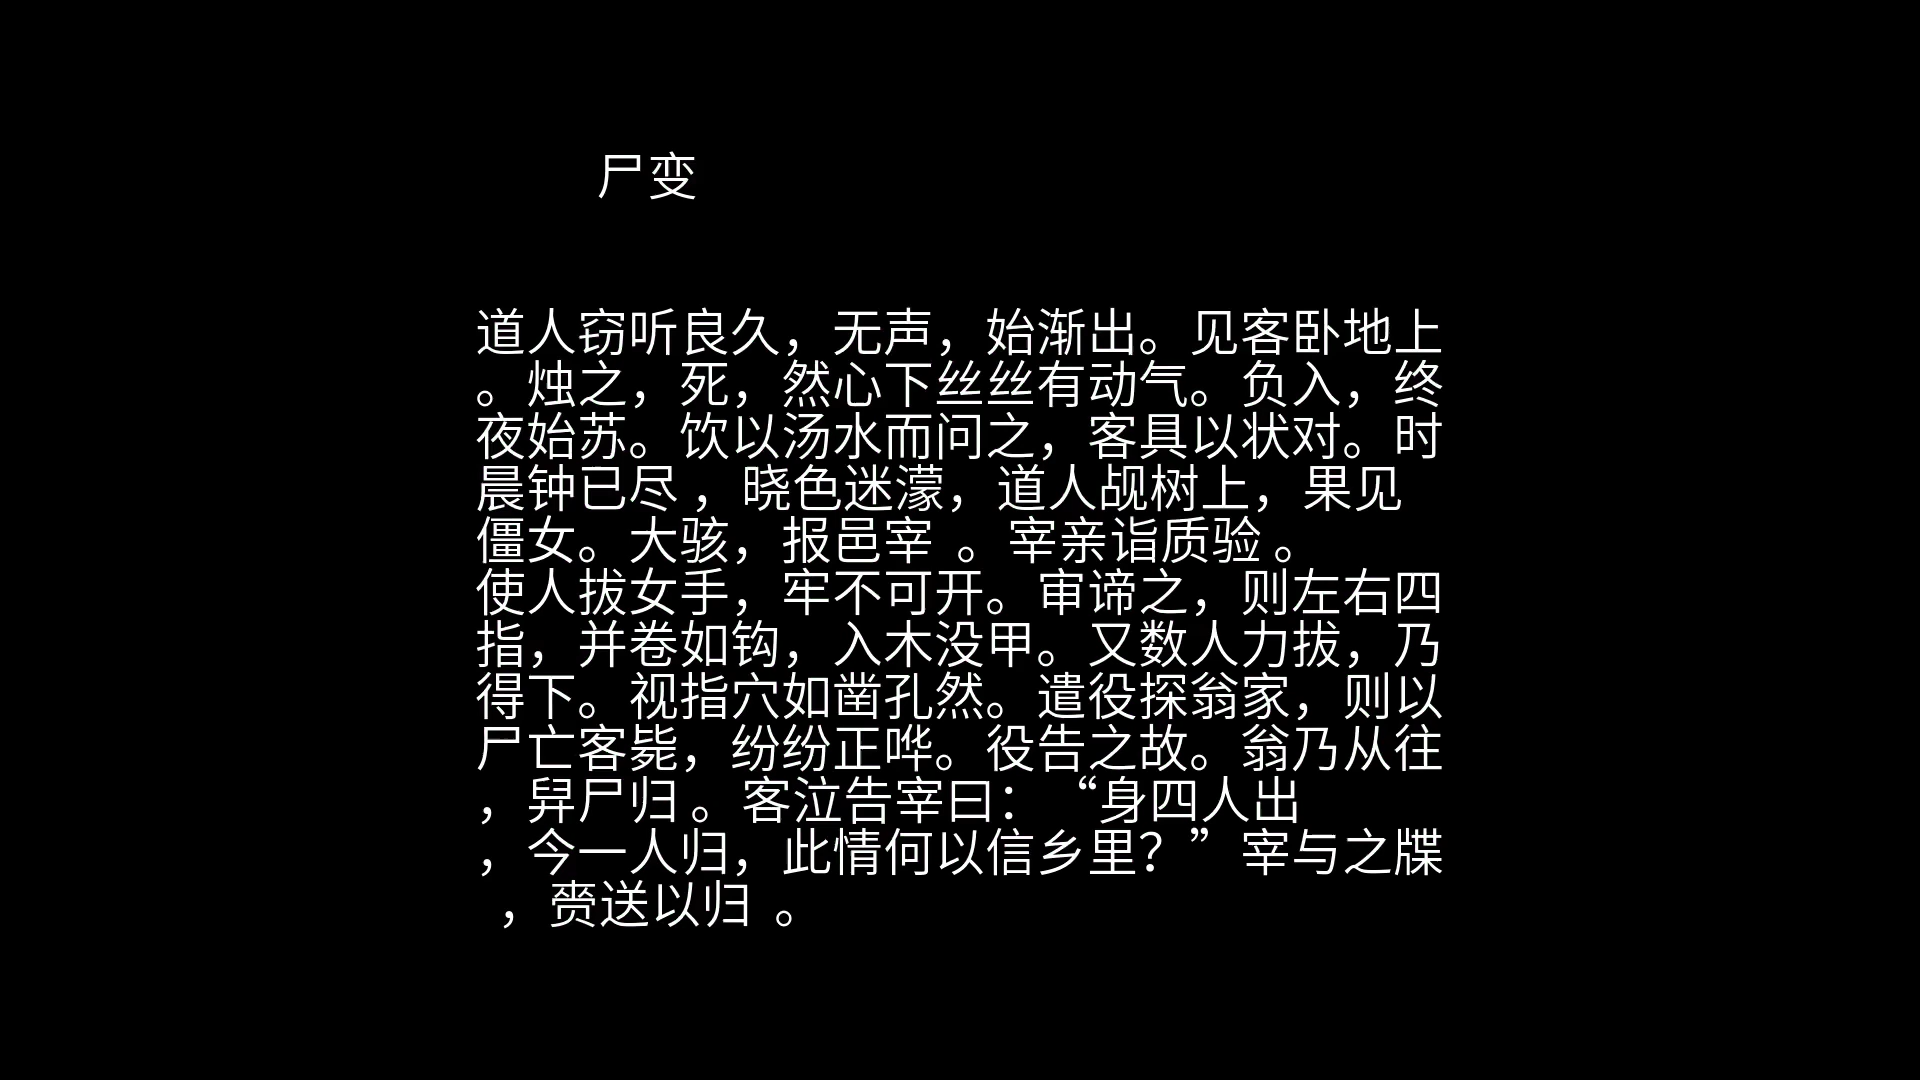 尸变
道人窃听良久，无声，始渐出。见客卧地上
。烛之，死，然心下丝丝有动气。负入，终
夜始苏。饮以汤水而问之，客具以状对。时
晨钟已尽 ，晓色迷濛，道人觇树上，果见
僵女。大骇，报邑宰 。宰亲诣质验 。
使人拔女手，牢不可开。审谛之，则左右四
指，并卷如钩，入木没甲。又数人力拔，乃
得下。视指穴如凿孔然。遣役探翁家，则以
尸亡客毙，纷纷正哗。役告之故。翁乃从往
，舁尸归 。客泣告宰曰：“身四人出
，今一人归，此情何以信乡里？” 宰与之牒
，赍送以归 。